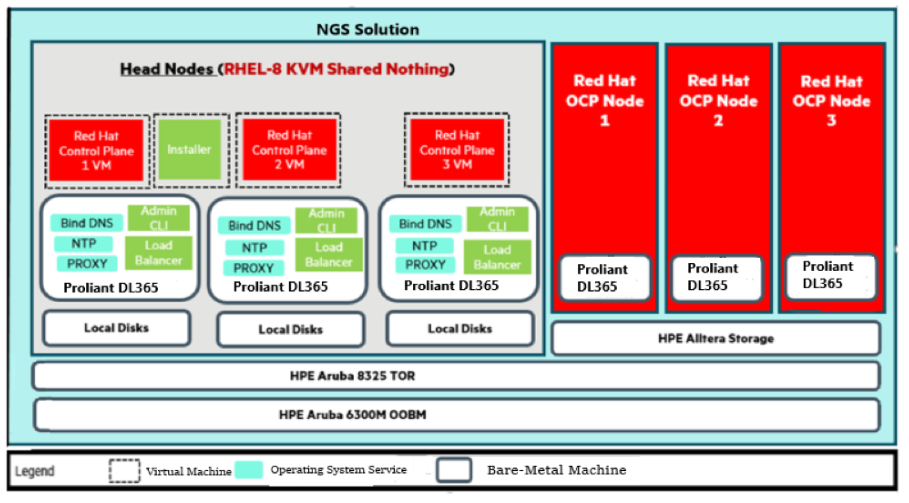 NGS Solution
Head Nodes (RHEL-8 KVM Shared Nothing)
Red Hat
Control Plane
1 VM
Installer
Red Hat
Control Plane
2 VM
Red Hat
Control Plane
3 VM
Bind DNS
NTP
PROXY
Admin
CLI
Load
Balancer
Proliant DL365
Bind DNS
NTP
PROXY
Admin
CLI
Load
Balancer
Proliant DL365
Bind DNS
NTP
PROXY
Admin
CLI
Load
Balancer
Proliant DL365
Local Disks
Local Disks
Local Disks
Red Hat
OCP Node
1
Proliant
DL365
Red Hat
OCP Node
2
Proliant
DL365
Red Hat
OCP Node
3
Proliant
DL365
HPE Alltera Storage
HPE Aruba 8325 TOR
HPE Aruba 6300M OOBM
Legend
Virtual Machine
Operating System Service
Bare-Metal Machine